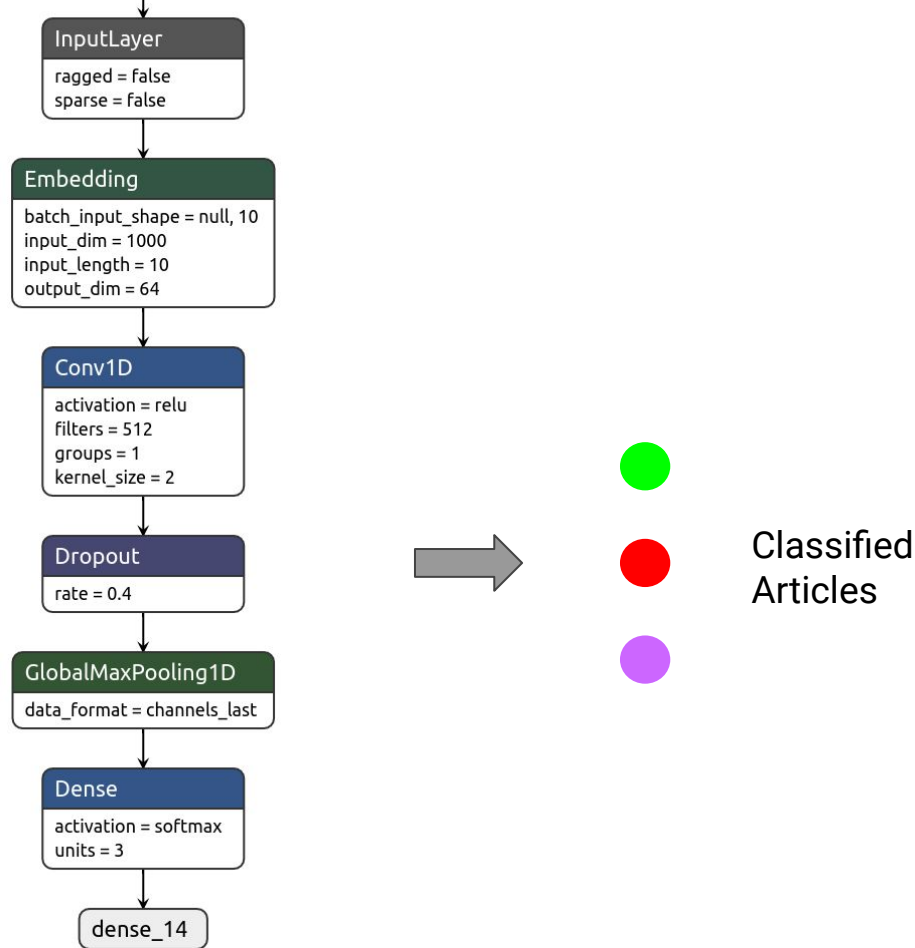 InputLayer
ragged = false
sparse = false
Embedding
batch_input_shape = null, 10
input_dim = 1000
input_length = 10
output_dim = 64
Conv1D
activation = relu
filters = 512
groups = 1
kernel_size = 2
Dropout
rate = 0.4
GlobalMaxPooling1D
data_format = channels_last
Dense
activation = softmax
units = 3
dense_14
Classified
Articles